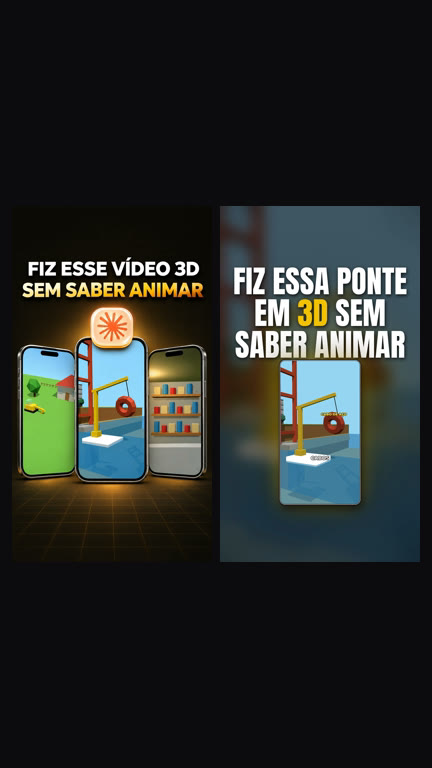 FIZ ESSE VÍDEO 3D
SEM SABER ANIMAR
FIZ ESSA PONTE
EM 3D SEM
SABER ANIMAR